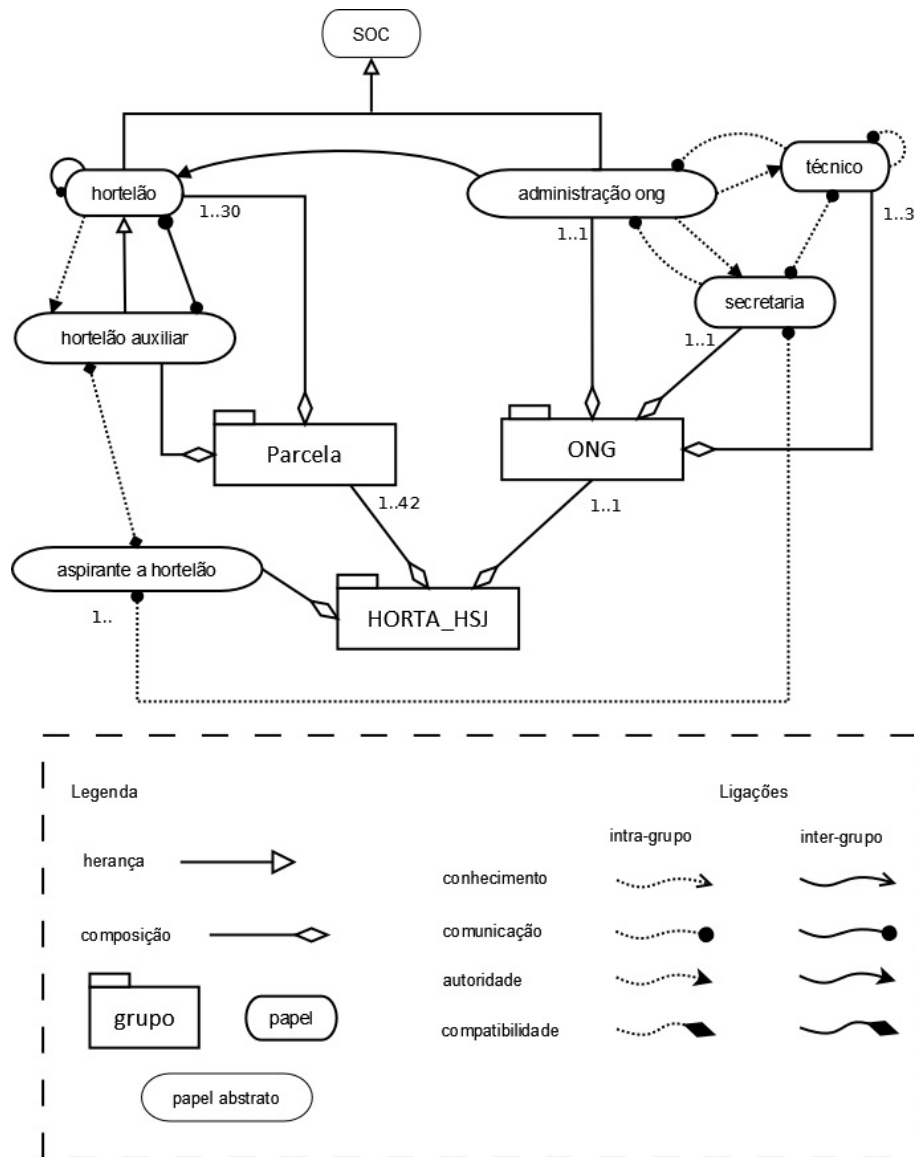 SOC
hortelão
1..30
administração ong
1..1
técnico
1..3
secretaria
1..1
hortelão auxiliar
Parcela
1..42
ONG
1..1
aspirante a hortelão
1..
HORTA_HSJ
Legenda
herança
composição
grupo
papel
papel abstrato
Ligações
intra-grupo
inter-grupo
conhecimento
comunicação
autoridade
compatibilidade